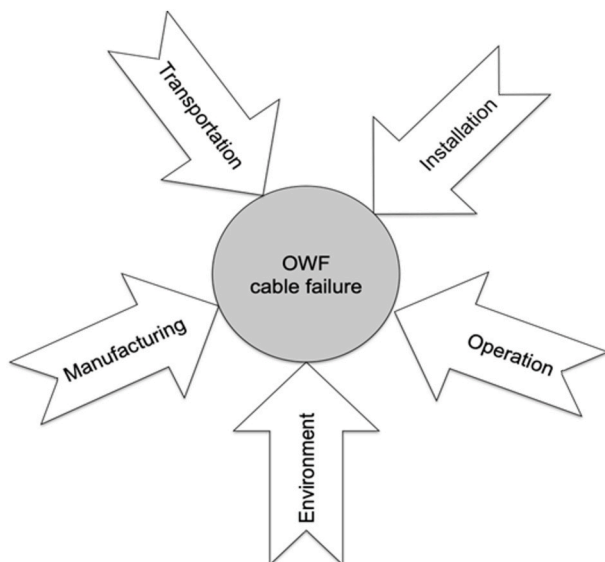 Transportation
Installation
OWF
cable failure
Manufacturing
Operation
Environment